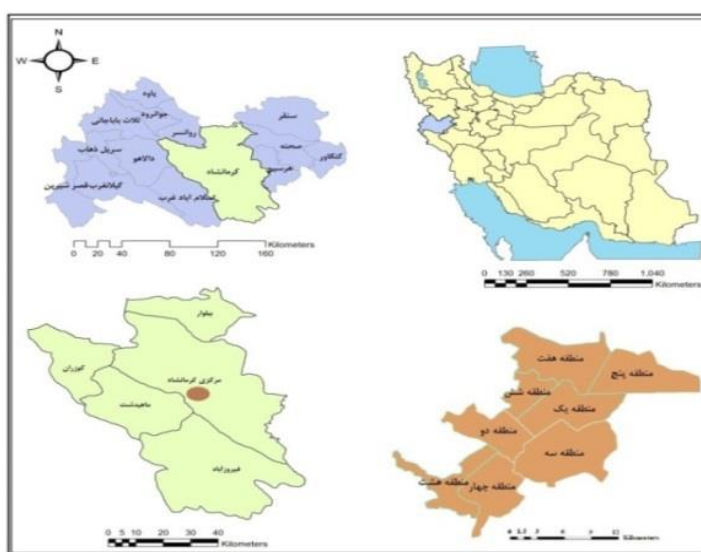 N
W E
S
پاوه
جوانرود
ثلاث باباجانی
روانسر
سنقر
سرپل ذهاب
دالاهو
کرمانشاه
صحنه
کنگاور
هرسین
گیلانغرب
قصر شیرین
اسلام آباد غرب
Kilometers
0 20 40 80 120 160
Kilometers
0 130 260 520 780 1,040
بیلوار
کوزران
مرکزی کرمانشاه
ماهیدشت
فیروزآباد
0 5 10 20 30 40
Kilometers
منطقه هفت
منطقه پنج
منطقه شش
منطقه یک
منطقه دو
منطقه سه
منطقه هشت
منطقه چهار